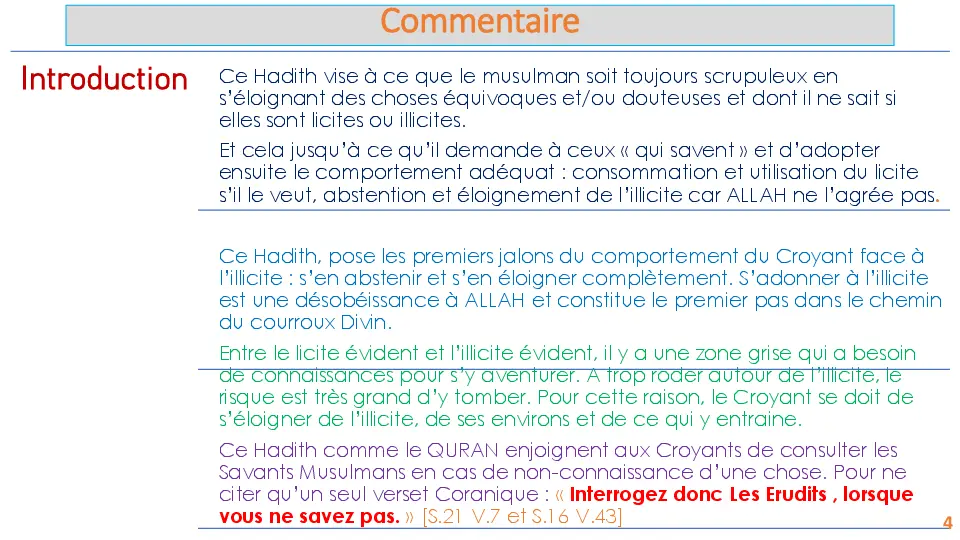 Commentaire
Introduction
Ce Hadith vise à ce que le musulman soit toujours scrupuleux en
s'éloignant des choses équivoques et/ou douteuses et dont il ne sait si
elles sont licites ou illicites.
Et cela jusqu'à ce qu'il demande à ceux « qui savent » et d'adopter
ensuite le comportement adéquat : consommation et utilisation du licite
s'il le veut, abstention et éloignement de l'illicite car ALLAH ne l'agrée pas.
Ce Hadith, pose les premiers jalons du comportement du Croyant face à
l'illicite : s'en abstenir et s'en éloigner complètement. S'adonner à l'illicite
est une désobéissance à ALLAH et constitue le premier pas dans le chemin
du courroux Divin.
Entre le licite évident et l'illicite évident, il y a une zone grise qui a besoin
de connaissances pour s'y aventurer. A trop roder autour de l'illicite, le
risque est très grand d'y tomber. Pour cette raison, le Croyant se doit de
s'éloigner de l'illicite, de ses environs et de ce qui y entraine.
Ce Hadith comme le QURAN enjoignent aux Croyants de consulter les
Savants Musulmans en cas de non-connaissance d'une chose. Pour ne
citer qu'un seul verset Coranique : « Interrogez donc Les Erudits , lorsque
vous ne savez pas. » [S.21 V.7 et S.16 V.43]
4